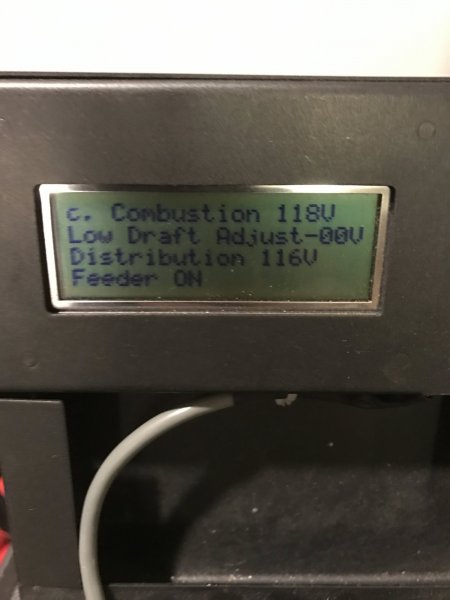 c. Combustion 118V
Low Draft Adjust-00V
Distribution 116V
Feeder ON